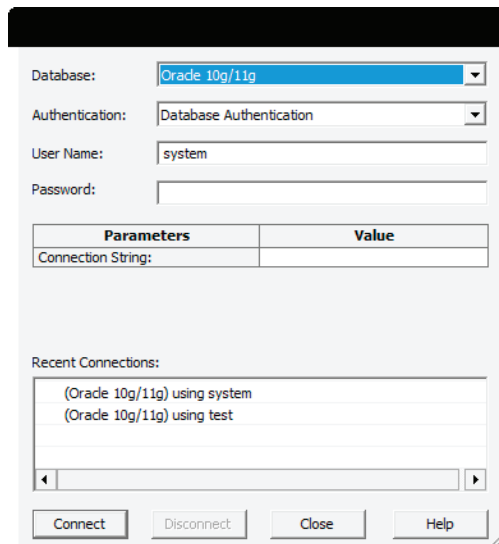 Database: Oracle 10g/11g
Authentication: Database Authentication
User Name: system
Password:
Parameters Value
Connection String:
Recent Connections:
(Oracle 10g/11g) using system
(Oracle 10g/11g) using test
Connect Disconnect Close Help